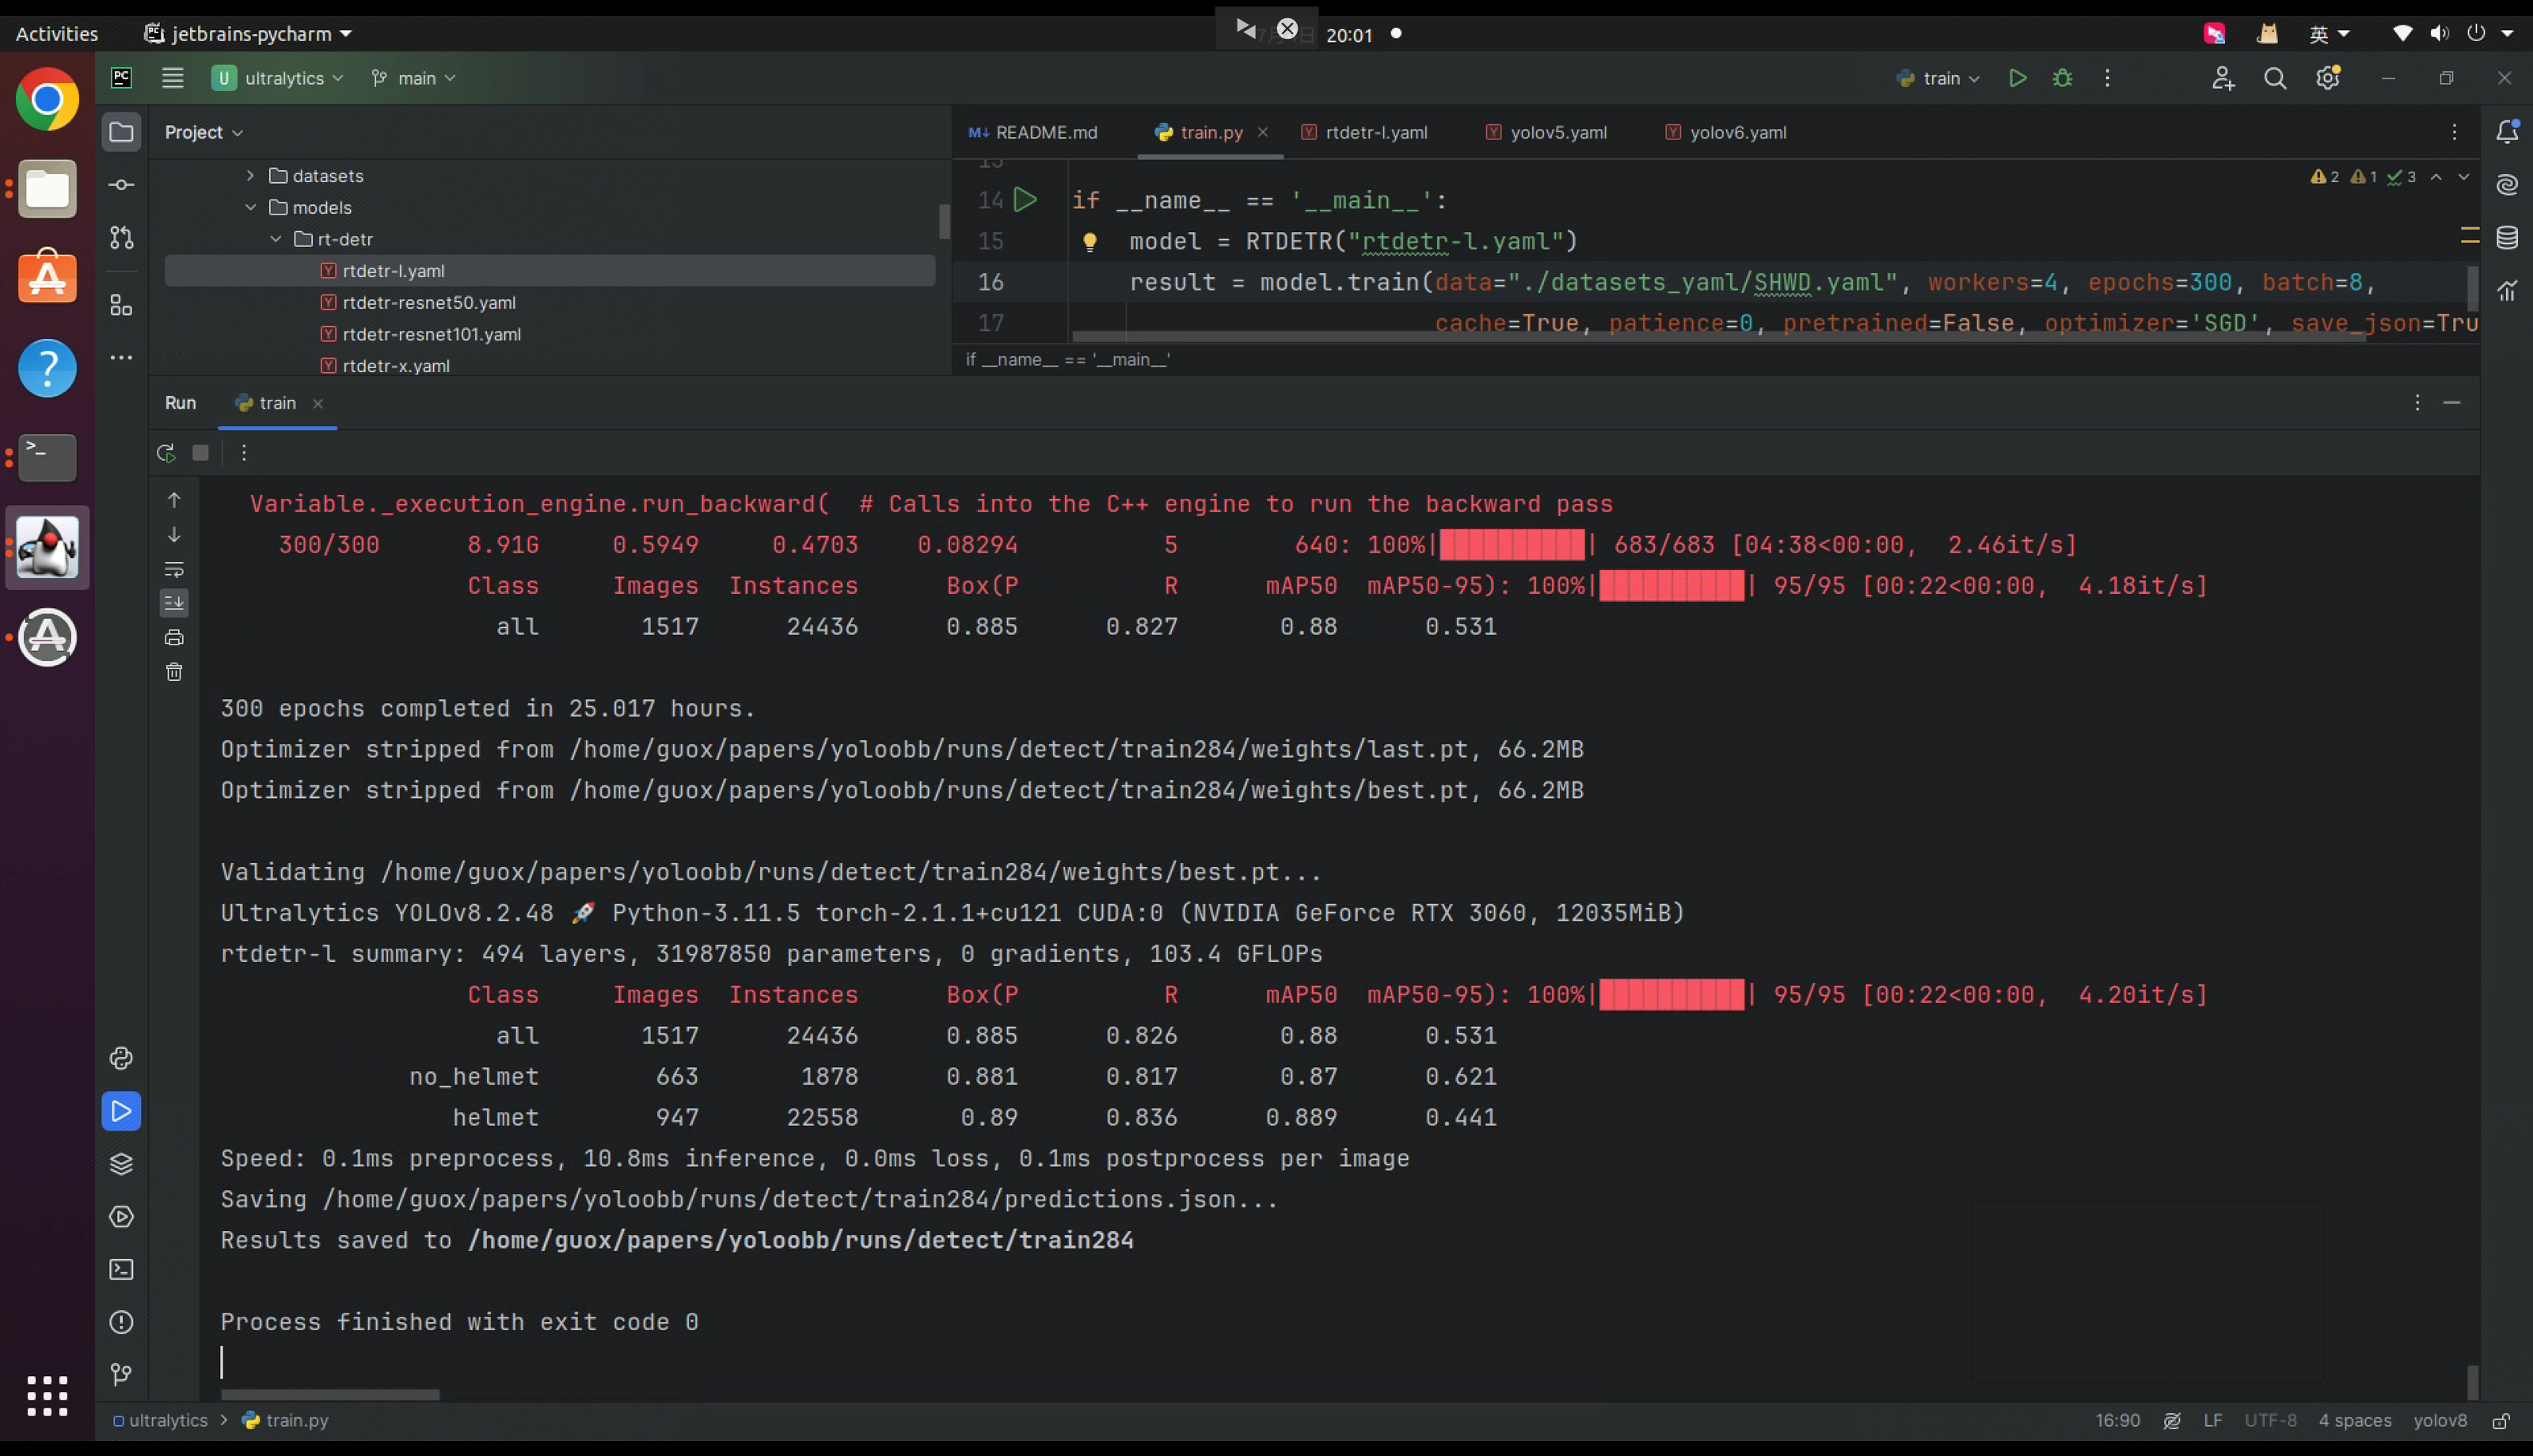 Activities jetbrains-pycharm 20:01 英
PC U ultralytics main train
Project
datasets
models
rt-detr
rtdetr-l.yaml
rtdetr-resnet50.yaml
rtdetr-resnet101.yaml
rtdetr-x.yaml
README.md train.py rtdetr-l.yaml yolov5.yaml yolov6.yaml
2 1 3
14 if __name__ == '__main__':
15 model = RTDETR("rtdetr-l.yaml")
16 result = model.train(data="./datasets_yaml/SHWD.yaml", workers=4, epochs=300, batch=8,
17 cache=True, patience=0, pretrained=False, optimizer='SGD', save_json=Tru
if __name__ == '__main__'
Run train
Variable._execution_engine.run_backward( # Calls into the C++ engine to run the backward pass
300/300 8.91G 0.5949 0.4703 0.08294 5 640: 100%|██████████| 683/683 [04:38<00:00, 2.46it/s]
Class Images Instances Box(P R mAP50 mAP50-95): 100%|██████████| 95/95 [00:22<00:00, 4.18it/s]
all 1517 24436 0.885 0.827 0.88 0.531
300 epochs completed in 25.017 hours.
Optimizer stripped from /home/guox/papers/yoloobb/runs/detect/train284/weights/last.pt, 66.2MB
Optimizer stripped from /home/guox/papers/yoloobb/runs/detect/train284/weights/best.pt, 66.2MB
Validating /home/guox/papers/yoloobb/runs/detect/train284/weights/best.pt...
Ultralytics YOLOv8.2.48 🚀 Python-3.11.5 torch-2.1.1+cu121 CUDA:0 (NVIDIA GeForce RTX 3060, 12035MiB)
rtdetr-l summary: 494 layers, 31987850 parameters, 0 gradients, 103.4 GFLOPs
Class Images Instances Box(P R mAP50 mAP50-95): 100%|██████████| 95/95 [00:22<00:00, 4.20it/s]
all 1517 24436 0.885 0.826 0.88 0.531
no_helmet 663 1878 0.881 0.817 0.87 0.621
helmet 947 22558 0.89 0.836 0.889 0.441
Speed: 0.1ms preprocess, 10.8ms inference, 0.0ms loss, 0.1ms postprocess per image
Saving /home/guox/papers/yoloobb/runs/detect/train284/predictions.json...
Results saved to /home/guox/papers/yoloobb/runs/detect/train284
Process finished with exit code 0
ultralytics > train.py 16:90 LF UTF-8 4 spaces yolov8